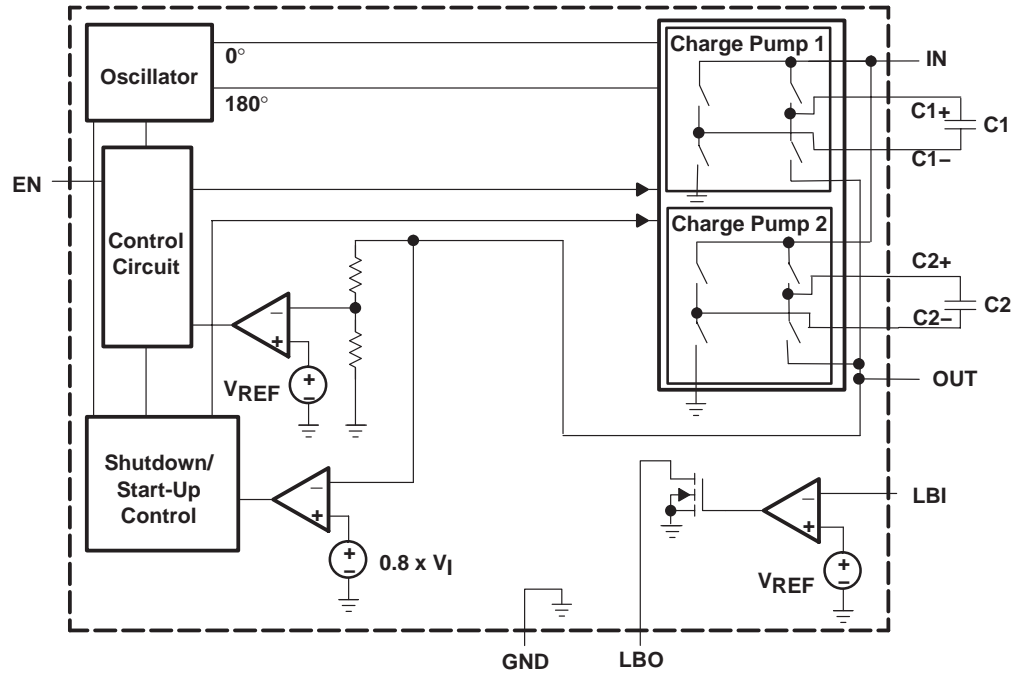 Oscillator
0°
180°
Charge Pump 1
IN
C1+
C1
C1−
EN
Control
Circuit
Charge Pump 2
C2+
C2
C2−
−
+
VREF
+
−
OUT
Shutdown/
Start-Up
Control
−
+
+
−
0.8 x VI
LBI
−
+
VREF
+
−
GND
LBO